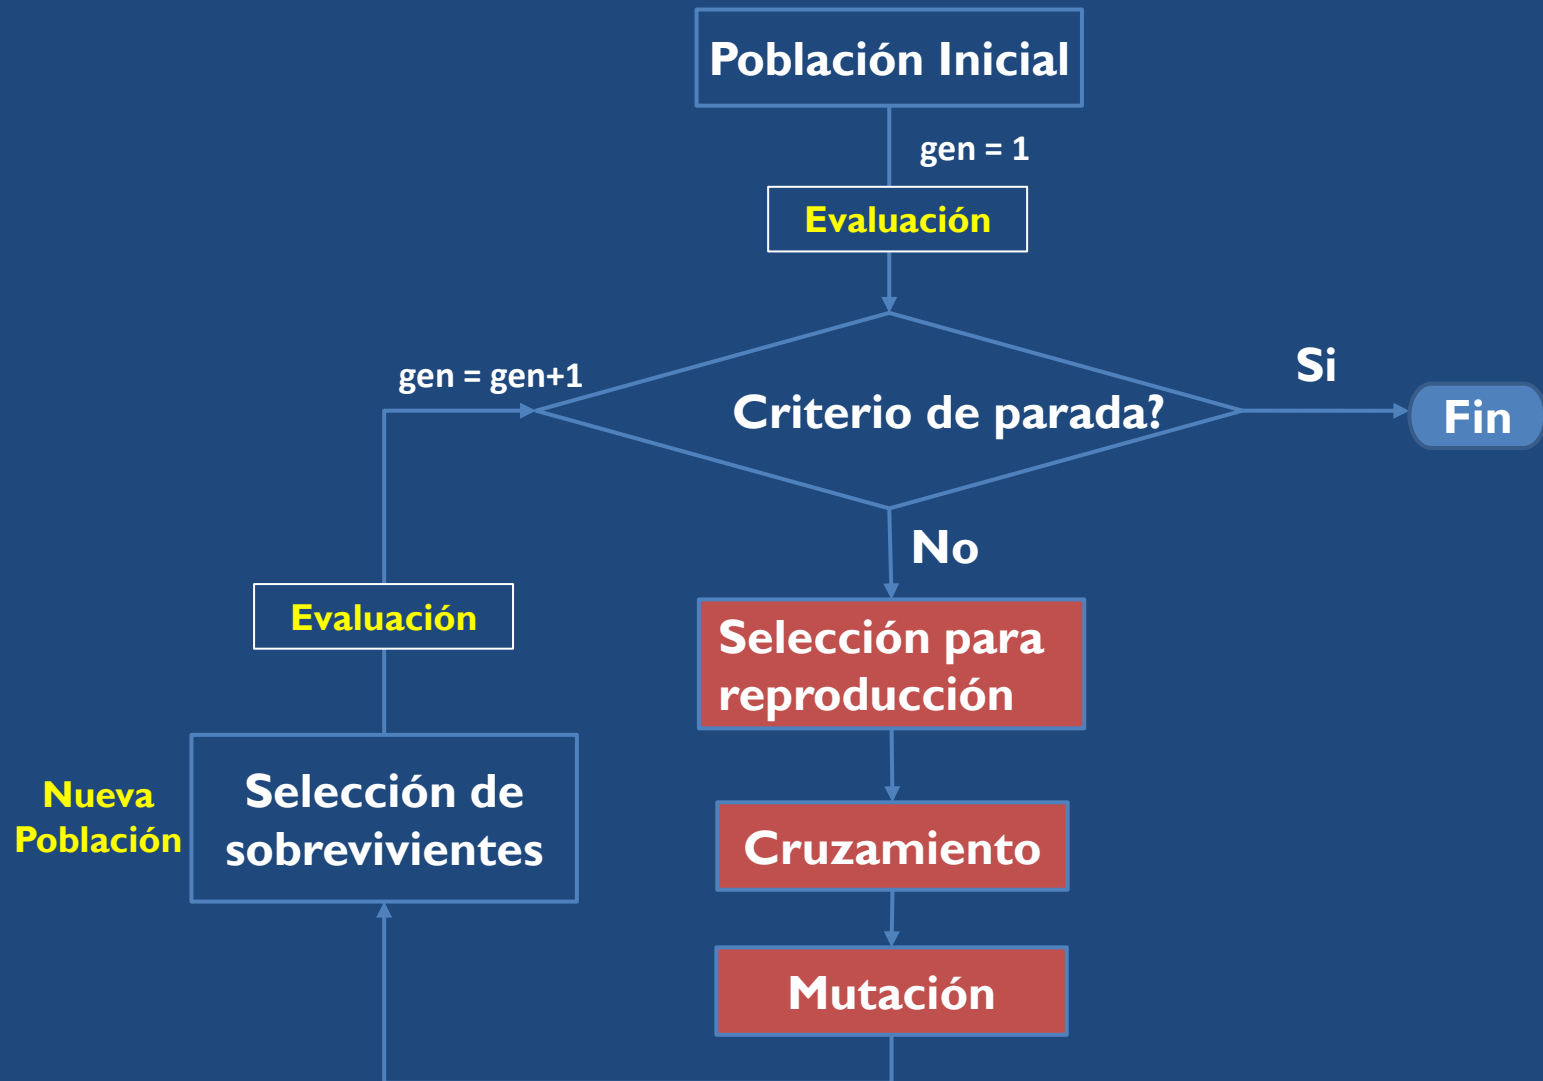 Población Inicial
gen = 1
Evaluación
gen = gen+1
Criterio de parada?
Si
Fin
No
Evaluación
Selección para
reproducción
Nueva
Población
Selección de
sobrevivientes
Cruzamiento
Mutación